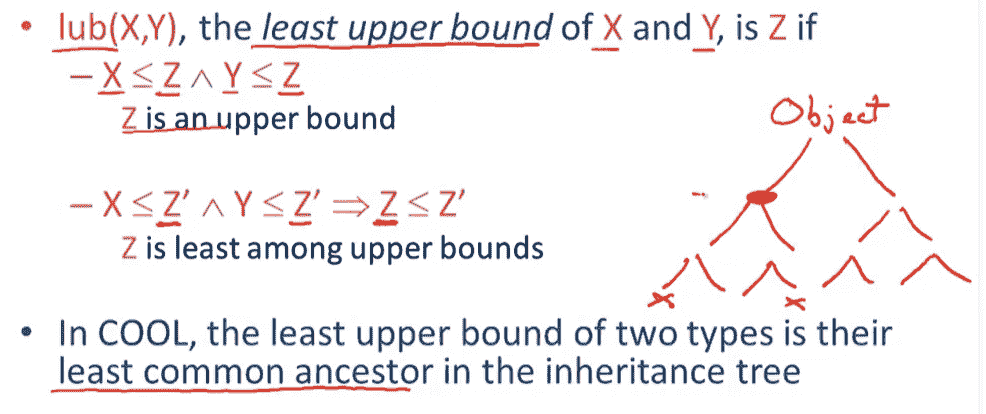 • lub(X,Y), the least upper bound of X and Y, is Z if
– X ≤ Z ∧ Y ≤ Z
Z is an upper bound
Object
– X ≤ Z’ ∧ Y ≤ Z’ ⇒ Z ≤ Z’
Z is least among upper bounds
x x
• In COOL, the least upper bound of two types is their
least common ancestor in the inheritance tree